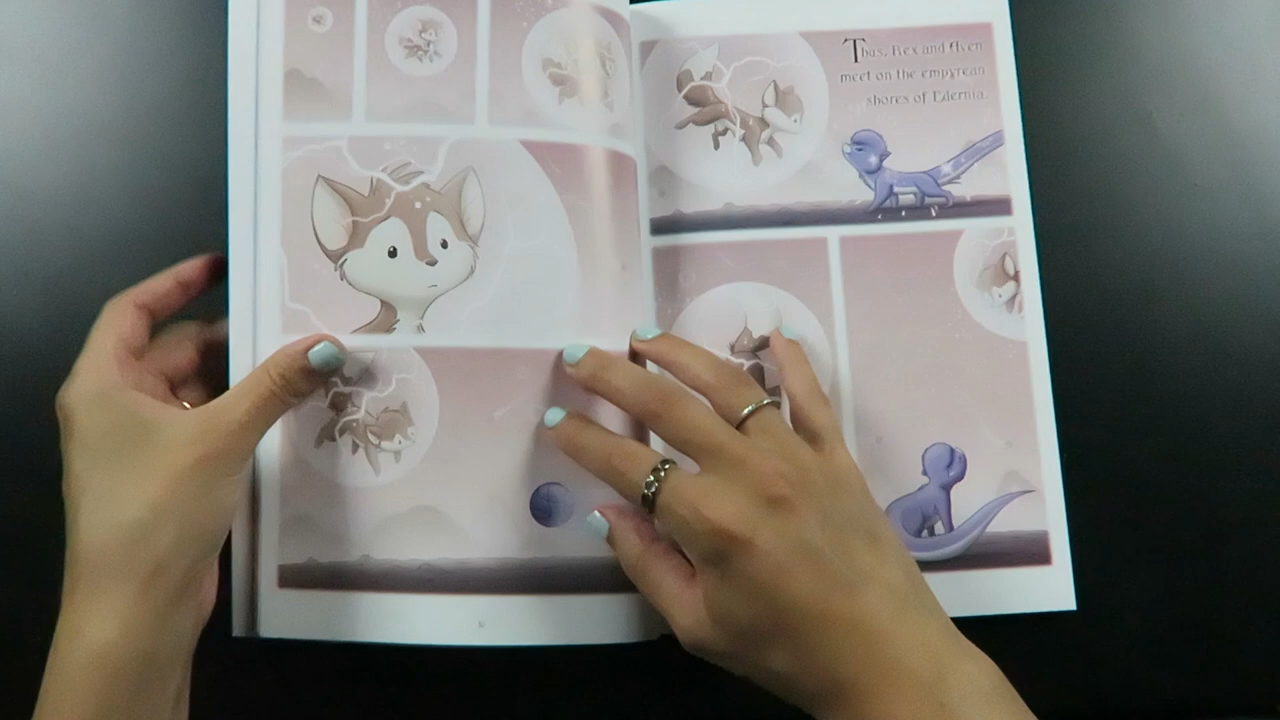 Thus, Rex and Aven
meet on the empyrean
shores of Edernia.